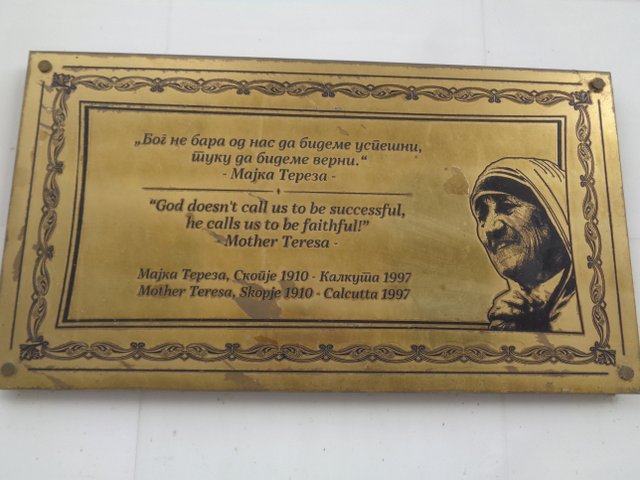 „Бог не бара од нас да бидеме успешни,
туку да бидеме верни.“
- Мајка Тереза -
“God doesn't call us to be successful,
he calls us to be faithful!”
- Mother Teresa -
Мајка Тереза, Скопје 1910 - Калкута 1997
Mother Teresa, Skopje 1910 - Calcutta 1997